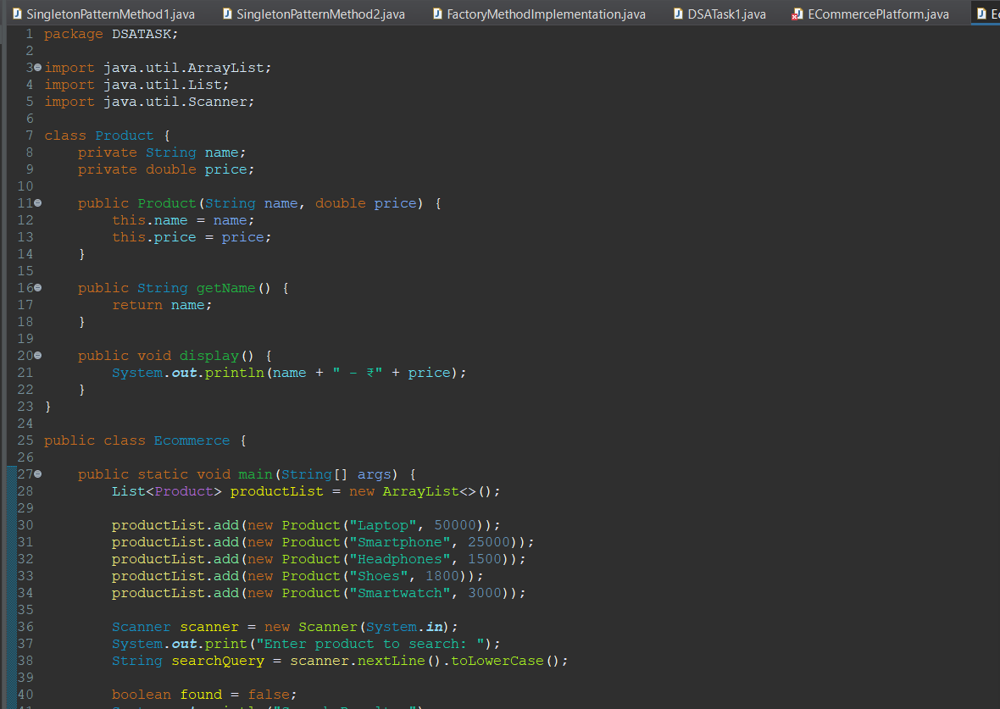 SingletonPatternMethod1.java SingletonPatternMethod2.java FactoryMethodImplementation.java DSATask1.java ECommercePlatform.java
1 package DSATASK;
2
3 import java.util.ArrayList;
4 import java.util.List;
5 import java.util.Scanner;
6
7 class Product {
8     private String name;
9     private double price;
10
11     public Product(String name, double price) {
12         this.name = name;
13         this.price = price;
14     }
15
16     public String getName() {
17         return name;
18     }
19
20     public void display() {
21         System.out.println(name + " – ₹" + price);
22     }
23 }
24
25 public class Ecommerce {
26
27     public static void main(String[] args) {
28         List<Product> productList = new ArrayList<>();
29
30         productList.add(new Product("Laptop", 50000));
31         productList.add(new Product("Smartphone", 25000));
32         productList.add(new Product("Headphones", 1500));
33         productList.add(new Product("Shoes", 1800));
34         productList.add(new Product("Smartwatch", 3000));
35
36         Scanner scanner = new Scanner(System.in);
37         System.out.print("Enter product to search: ");
38         String searchQuery = scanner.nextLine().toLowerCase();
39
40         boolean found = false;